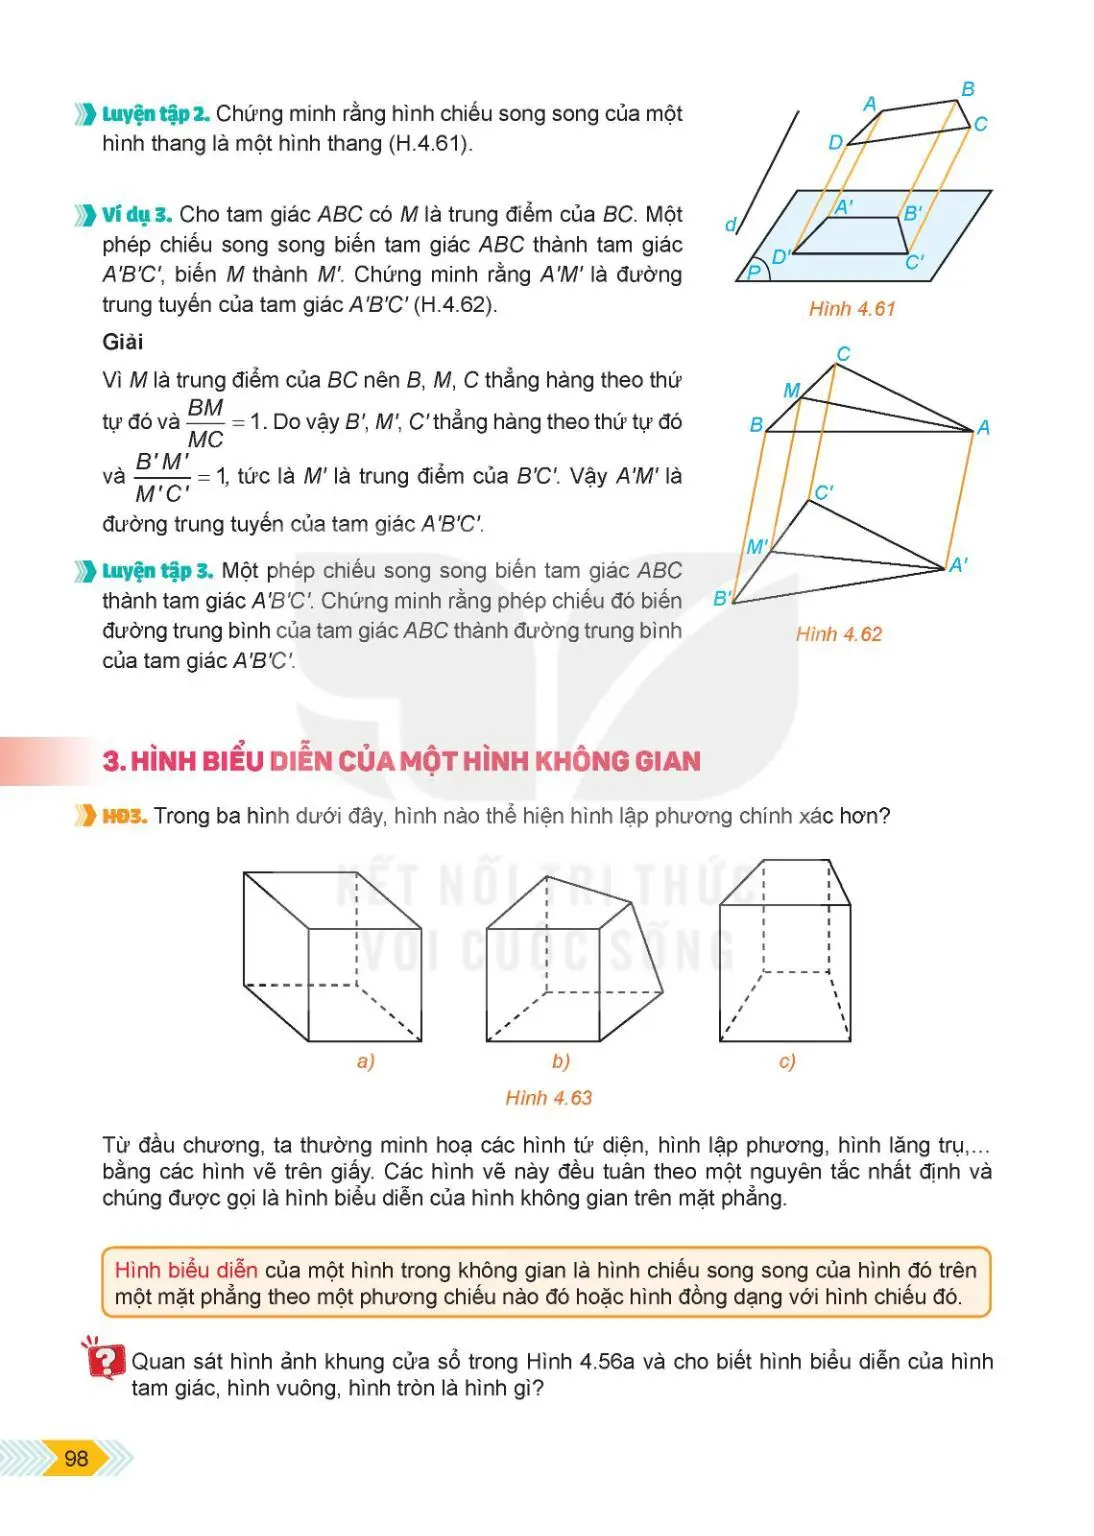 Luyện tập 2. Chứng minh rằng hình chiếu song song của một
hình thang là một hình thang (H.4.61).
Ví dụ 3. Cho tam giác ABC có M là trung điểm của BC. Một
phép chiếu song song biến tam giác ABC thành tam giác
A'B'C', biến M thành M'. Chứng minh rằng A'M' là đường
trung tuyến của tam giác A'B'C' (H.4.62).
Giải
Vì M là trung điểm của BC nên B, M, C thẳng hàng theo thứ
tự đó và BM/MC = 1. Do vậy B', M', C' thẳng hàng theo thứ tự đó
và B'M'/M'C' = 1, tức là M' là trung điểm của B'C'. Vậy A'M' là
đường trung tuyến của tam giác A'B'C'.
Luyện tập 3. Một phép chiếu song song biến tam giác ABC
thành tam giác A'B'C'. Chứng minh rằng phép chiếu đó biến
đường trung bình của tam giác ABC thành đường trung bình
của tam giác A'B'C'.
A
B
C
D
d
A'
B'
D'
C'
P
Hình 4.61
C
M
B
A
C'
M'
A'
B'
Hình 4.62
3. HÌNH BIỂU DIỄN CỦA MỘT HÌNH KHÔNG GIAN
HĐ3. Trong ba hình dưới đây, hình nào thể hiện hình lập phương chính xác hơn?
KẾT NỐI TRI THỨC
VỚI CUỘC SỐNG
a)
b)
c)
Hình 4.63
Từ đầu chương, ta thường minh hoạ các hình tứ diện, hình lập phương, hình lăng trụ,...
bằng các hình vẽ trên giấy. Các hình vẽ này đều tuân theo một nguyên tắc nhất định và
chúng được gọi là hình biểu diễn của hình không gian trên mặt phẳng.
Hình biểu diễn của một hình trong không gian là hình chiếu song song của hình đó trên
một mặt phẳng theo một phương chiếu nào đó hoặc hình đồng dạng với hình chiếu đó.
?
Quan sát hình ảnh khung cửa sổ trong Hình 4.56a và cho biết hình biểu diễn của hình
tam giác, hình vuông, hình tròn là hình gì?
98